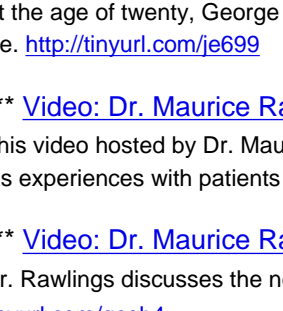 t the age of twenty, George
e. http://tinyurl.com/je699
** Video: Dr. Maurice Ra
his video hosted by Dr. Mau
s experiences with patients
** Video: Dr. Maurice Ra
r. Rawlings discusses the n